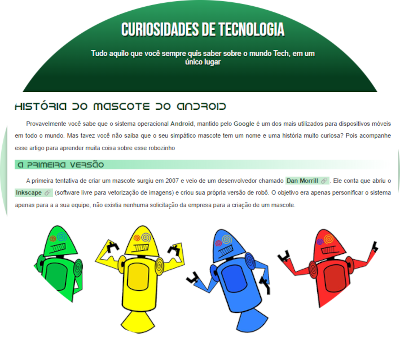 CURIOSIDADES DE TECNOLOGIA
Tudo aquilo que você sempre quis saber sobre o mundo Tech, em um
único lugar
História do Mascote do Android
Provavelmente você sabe que o sistema operacional Android, mantido pelo Google é um dos mais utilizados para dispositivos móveis
em todo o mundo. Mas tavez você não saiba que o seu simpático mascote tem um nome e uma história muito curiosa? Pois acompanhe
esse artigo para aprender muita coisa sobre esse robozinho.
A primeira versão
A primeira tentativa de criar um mascote surgiu em 2007 e veio de um desenvolvedor chamado Dan Morrill. Ele conta que abriu o
Inkscape (software livre para vetorização de imagens) e criou sua própria versão de robô. O objetivo era apenas personificar o sistema
apenas para a a sua equipe, não existia nenhuma solicitação da empresa para a criação de um mascote.